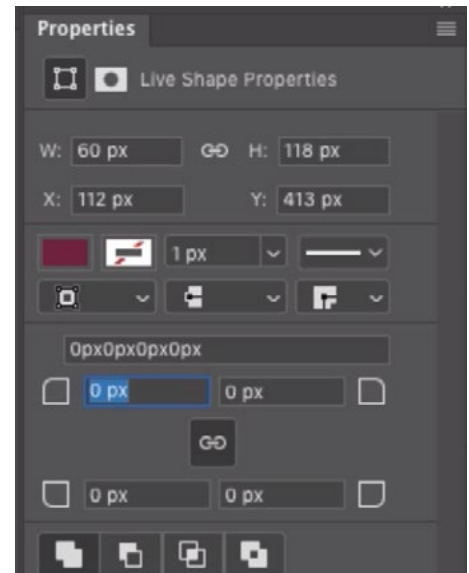 Properties
Live Shape Properties
W: 60 px H: 118 px
X: 112 px Y: 413 px
1 px
0px0px0px0px
0 px 0 px
0 px 0 px